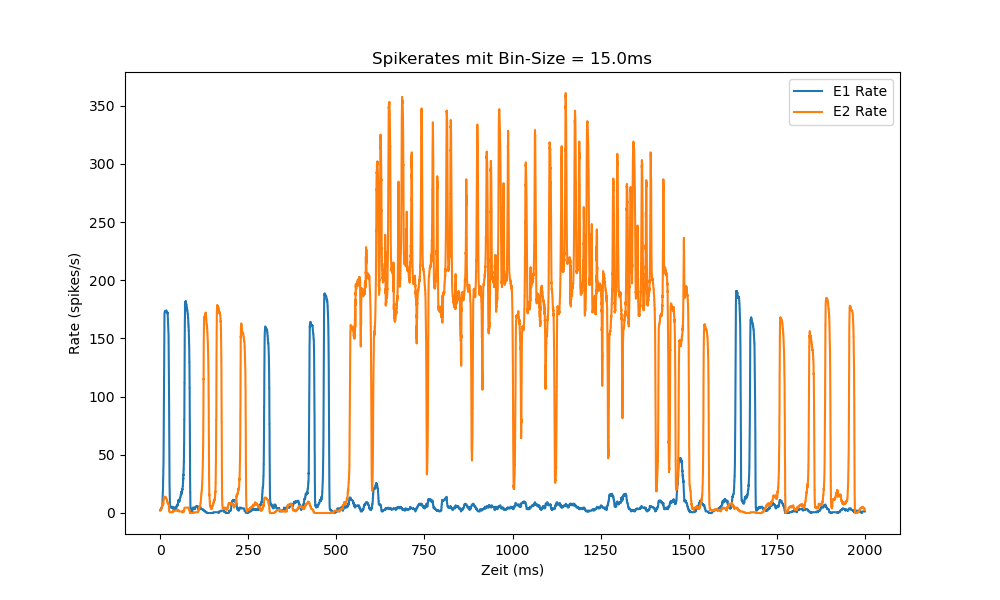 Spikerates mit Bin-Size = 15.0ms
E1 Rate
E2 Rate
Rate (spikes/s)
350
300
250
200
150
100
50
0
0 250 500 750 1000 1250 1500 1750 2000
Zeit (ms)